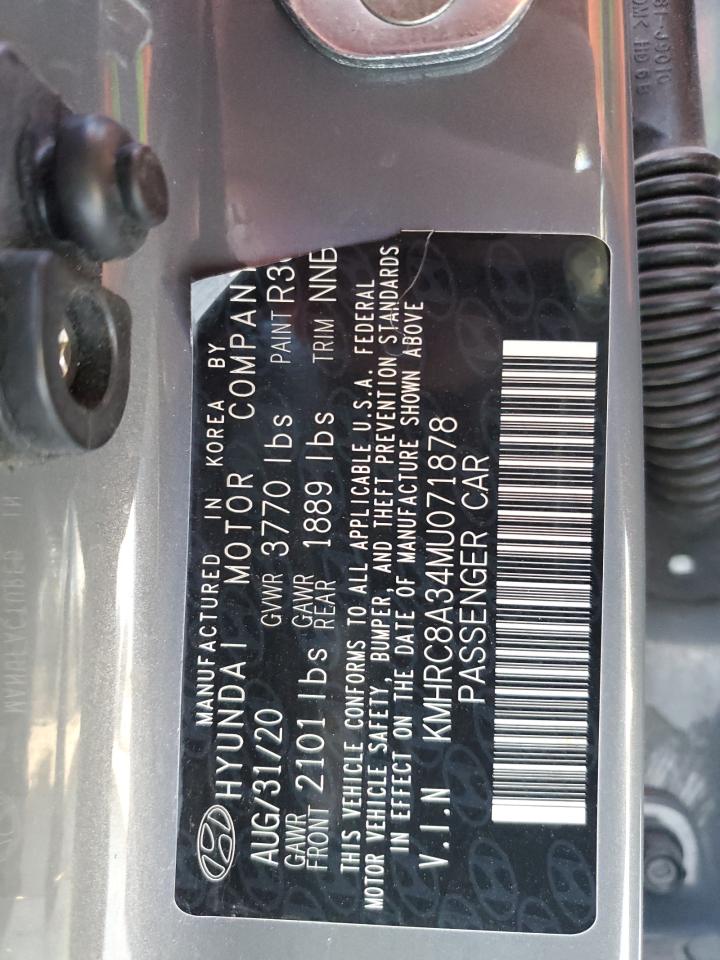 MANUFACTURED IN KOREA BY
HYUNDAI MOTOR COMPAN
AUG/31/20 GVWR 3770 lbs PAINT R3
GAWR FRONT 2101 lbs GAWR REAR 1889 lbs TRIM NNB
THIS VEHICLE CONFORMS TO ALL APPLICABLE U.S.A. FEDERAL
MOTOR VEHICLE SAFETY, BUMPER, AND THEFT PREVENTION STANDARDS
IN EFFECT ON THE DATE OF MANUFACTURE SHOWN ABOVE
V.I.N KMHRC8A34MU071878
PASSENGER CAR